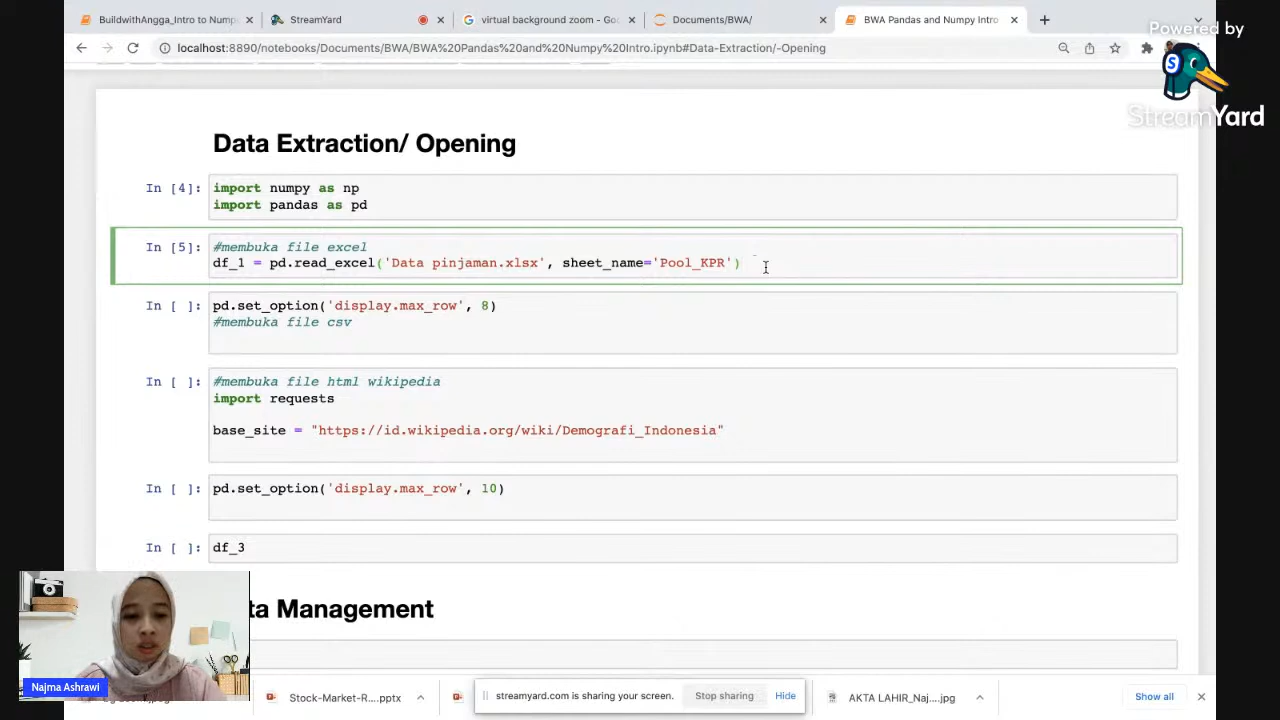 BuildwithAngga_Intro to Nump
StreamYard
virtual background zoom - Go
Documents/BWA/
BWA Pandas and Numpy Intro
localhost:8890/notebooks/Documents/BWA/BWA%20Pandas%20and%20Numpy%20Intro.ipynb#Data-Extraction/-Opening
Powered by
StreamYard
Data Extraction/ Opening
In [4]: import numpy as np
import pandas as pd
In [5]: #membuka file excel
df_1 = pd.read_excel('Data pinjaman.xlsx', sheet_name='Pool_KPR')
In [ ]: pd.set_option('display.max_row', 8)
#membuka file csv
In [ ]: #membuka file html wikipedia
import requests
base_site = "https://id.wikipedia.org/wiki/Demografi_Indonesia"
In [ ]: pd.set_option('display.max_row', 10)
In [ ]: df_3
ta Management
Najma Ashrawi
Stock-Market-R....pptx
streamyard.com is sharing your screen.
Stop sharing
Hide
AKTA LAHIR_Naj....jpg
Show all